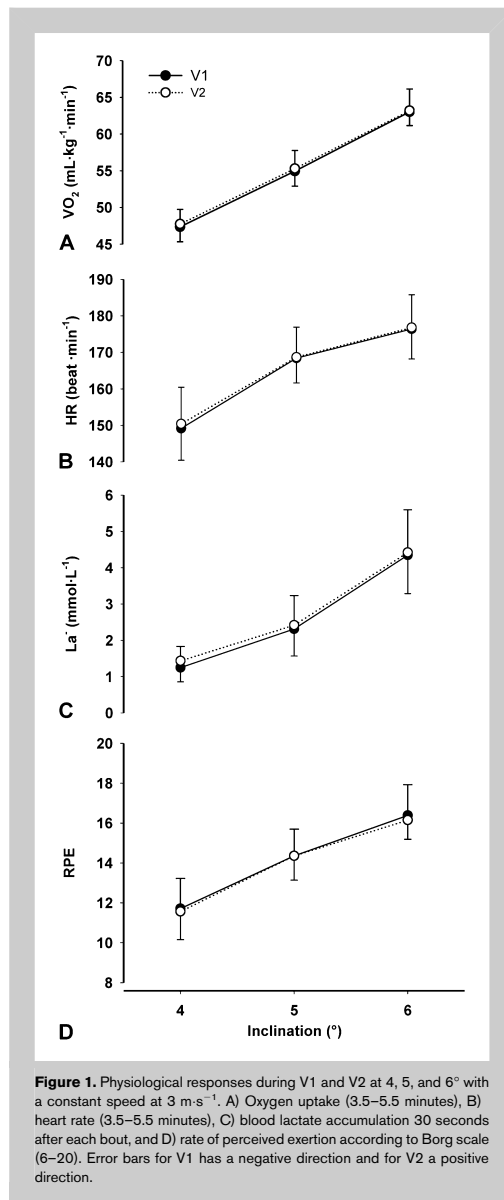 70
65
60
55
50
45
VO₂ (mL·kg⁻¹·min⁻¹)
V1
V2
A
190
180
170
160
150
140
HR (beat ·min⁻¹)
B
6
5
4
3
2
1
0
La⁻ (mmol·L⁻¹)
C
20
18
16
14
12
10
8
RPE
4 5 6
Inclination (°)
D
Figure 1. Physiological responses during V1 and V2 at 4, 5, and 6° with
a constant speed at 3 m·s⁻¹. A) Oxygen uptake (3.5–5.5 minutes), B)
heart rate (3.5–5.5 minutes), C) blood lactate accumulation 30 seconds
after each bout, and D) rate of perceived exertion according to Borg scale
(6–20). Error bars for V1 has a negative direction and for V2 a positive
direction.